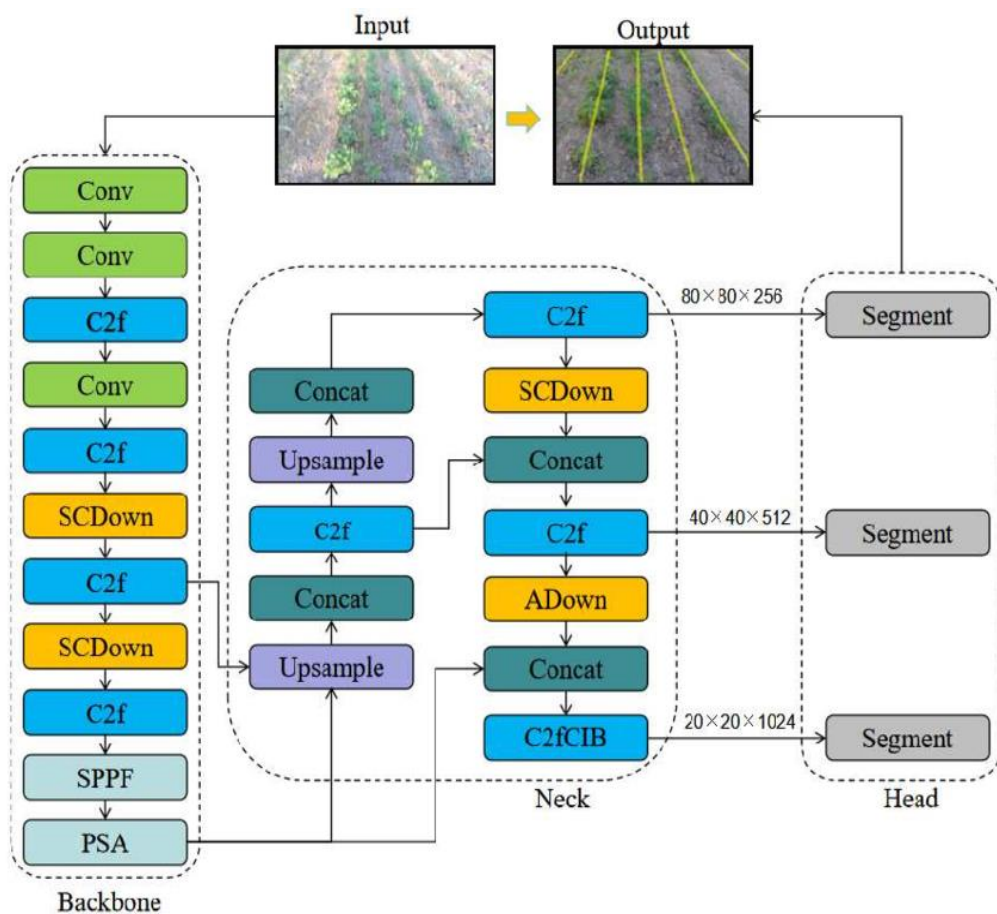 Input
Output
Conv
Conv
C2f
Conv
C2f
SCDown
C2f
SCDown
C2f
SPPF
PSA
Backbone
Concat
Upsample
C2f
Concat
Upsample
C2f
SCDown
Concat
C2f
ADown
Concat
C2fCIB
Neck
80×80×256
40×40×512
20×20×1024
Segment
Segment
Segment
Head